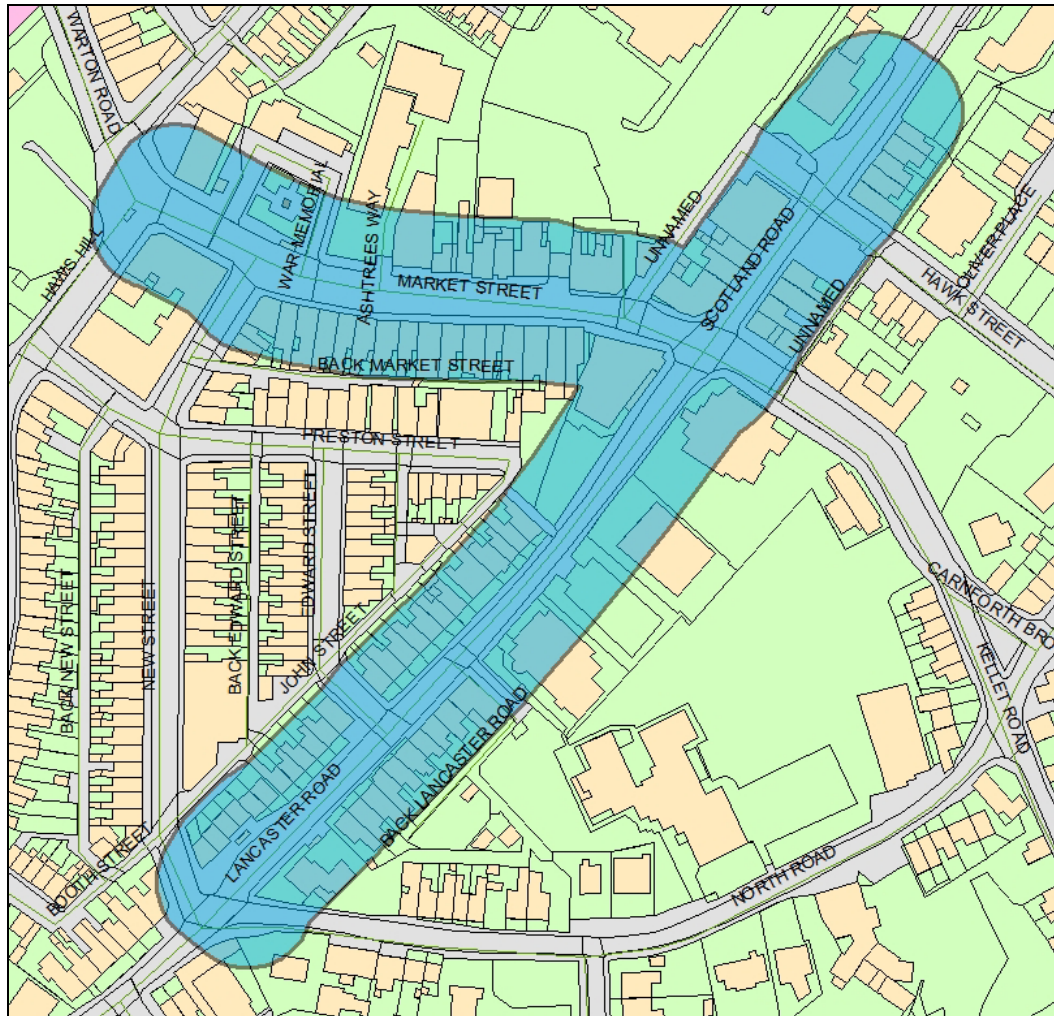 WARTON ROAD
HAWS HILL
WAR MEMORIAL
ASHTREES WAY
MARKET STREET
UNNAMED
SCOTLAND ROAD
UNNAMED
OLIVER PLACE
HAWK STREET
BACK MARKET STREET
PRESTON STREET
BACK NEW STREET
NEW STREET
BACK EDWARD STREET
EDWARD STREET
JOHN STREET
CARNFORTH BRO
KELLET ROAD
BACK LANCASTER ROAD
LANCASTER ROAD
BOOTH STREET
NORTH ROAD